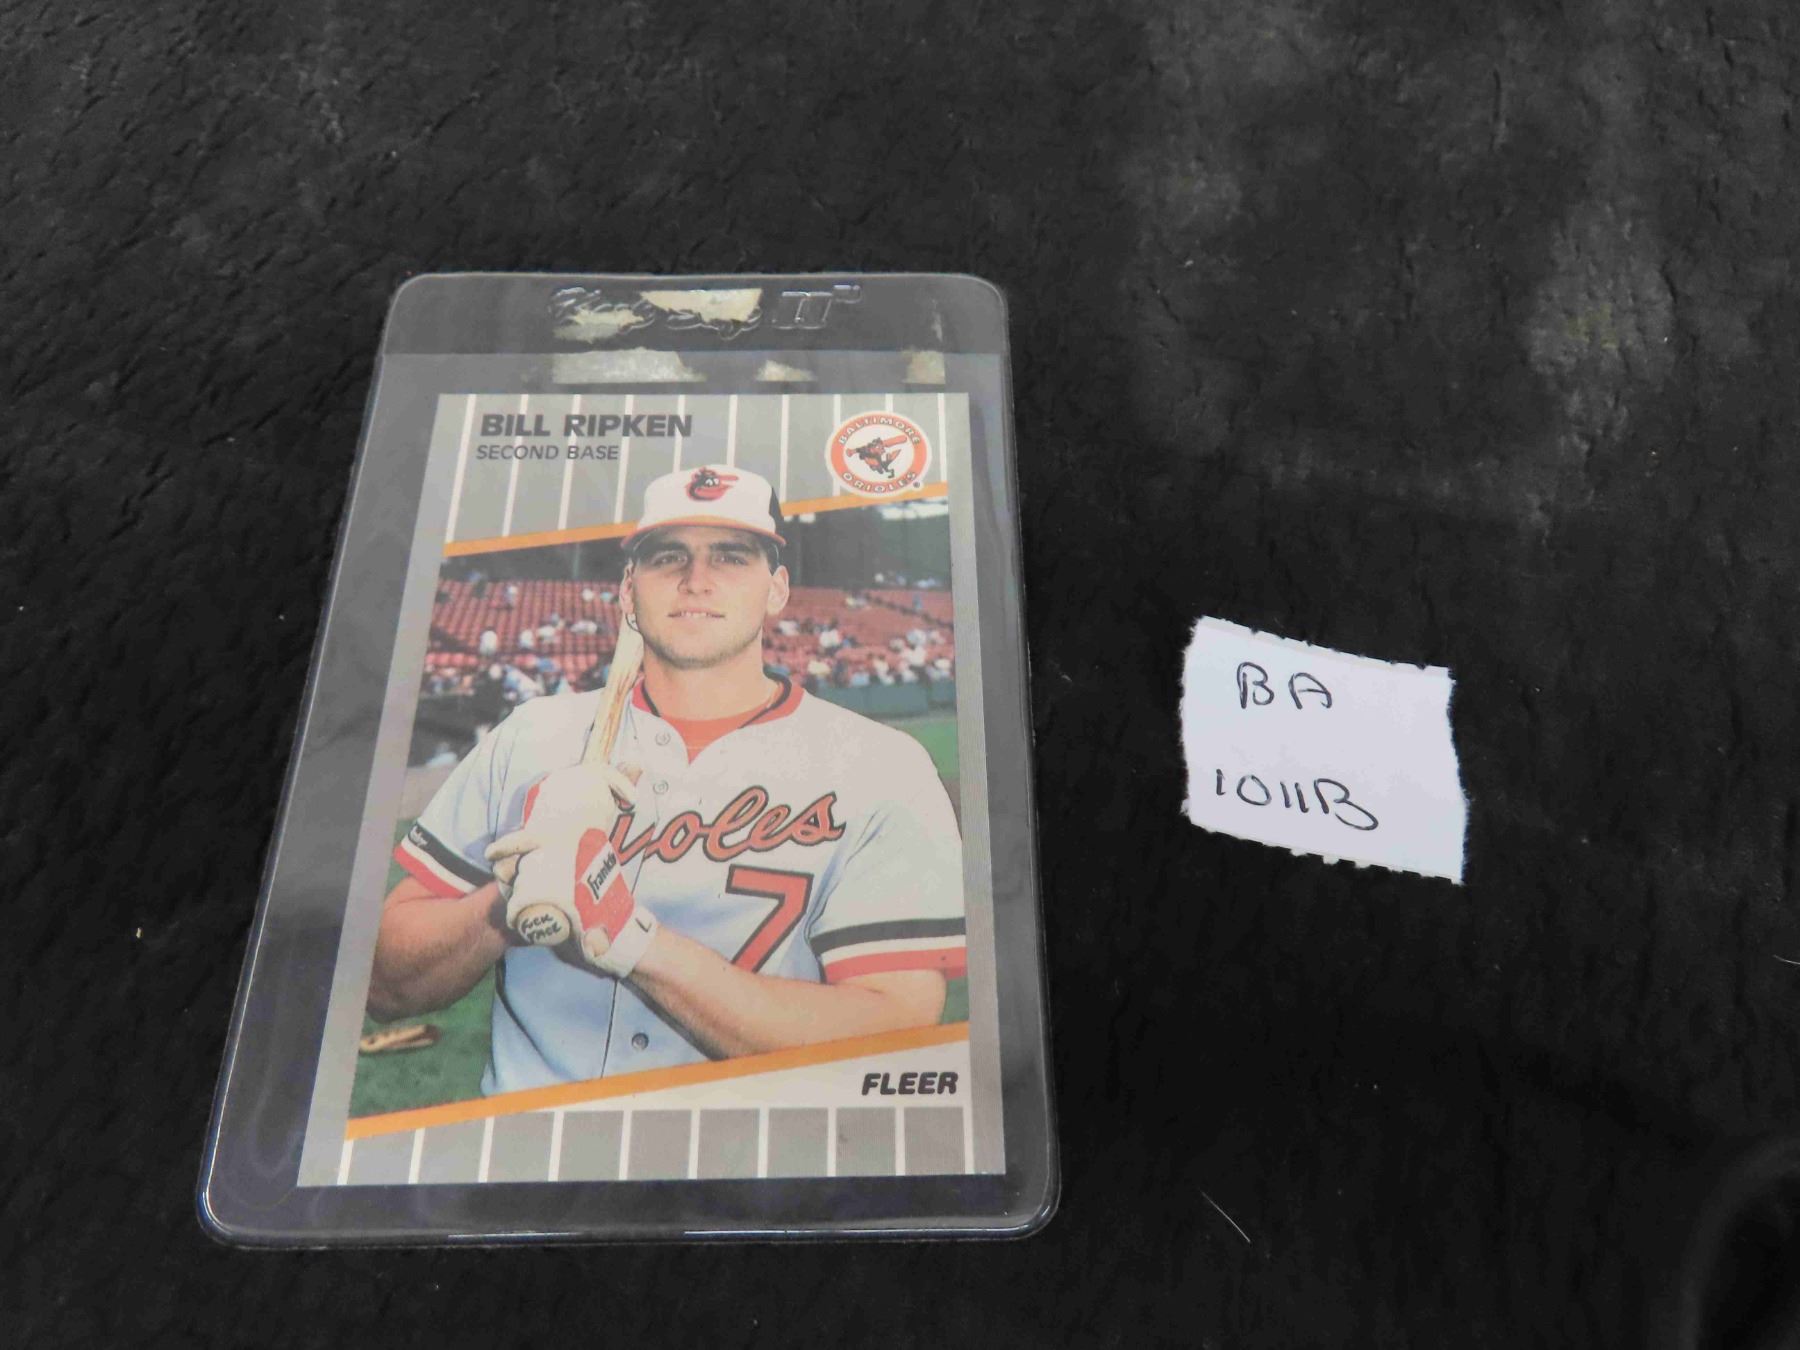 BILL RIPKEN
SECOND BASE
BALTIMORE
ORIOLES
Orioles
7
Franklin
L
FUCK
FACE
FLEER
BA
1011B